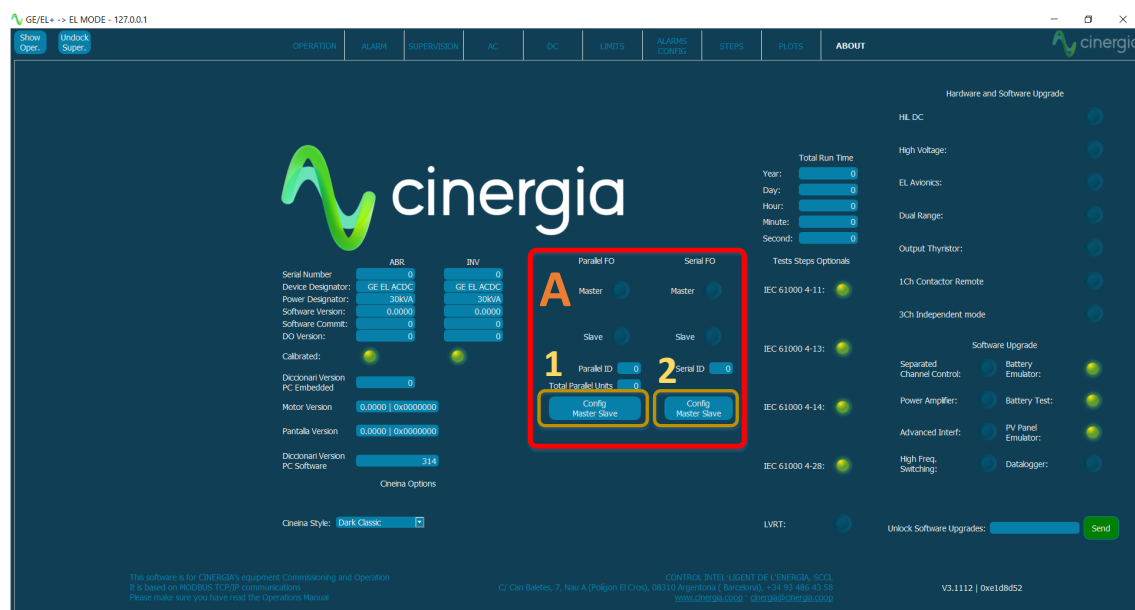 GE/EL+ -> EL MODE - 127.0.0.1
Show Oper.
Undock Super.
OPERATION
ALARM
SUPERVISION
AC
DC
LIMITS
ALARMS CONFIG
STEPS
PLOTS
ABOUT
cinergia
cinergia
Total Run Time
Year: 0
Day: 0
Hour: 0
Minute: 0
Second: 0
ABR INV
Serial Number 0 0
Device Designator: GE EL ACDC GE EL ACDC
Power Designator: 30kVA 30kVA
Software Version: 0.0000 0.0000
Software Commit: 0 0
DO Version: 0 0
Calibrated:
Diccionari Version
PC Embedded 0
Motor Version 0.0000 | 0x0000000
Pantalla Version 0.0000 | 0x0000000
Diccionari Version
PC Software 314
Cineina Options
Cineina Style: Dark Classic
A
Parallel FO Serial FO
Master Master
Slave Slave
1
Parallel ID 0
Total Parallel Units 0
2
Serial ID 0
Config
Master Slave
Config
Master Slave
Tests Steps Optionals
IEC 61000 4-11:
IEC 61000 4-13:
IEC 61000 4-14:
IEC 61000 4-28:
LVRT:
Hardware and Software Upgrade
HiL DC
High Voltage:
EL Avionics:
Dual Range:
Output Thyristor:
1Ch Contactor Remote
3Ch Independent mode
Software Upgrade
Separated
Channel Control:
Battery
Emulator:
Power Amplifier:
Battery Test:
Advanced Interf:
PV Panel
Emulator:
High Freq.
Switching:
Datalogger:
Unlock Software Upgrades:
Send
This software is for CINERGIA's equipment Commissioning and Operation
It is based on MODBUS TCP/IP communications
Please make sure you have read the Operations Manual
CONTROL INTEL·LIGENT DE L'ENERGIA, SCCL
C/ Can Baletes, 7, Nau A (Polígon El Cros), 08310 Argentona ( Barcelona), +34 93 486 43 58
www.cinergia.coop - cinergia@cinergia.coop
V3.1112 | 0xe1d8d52